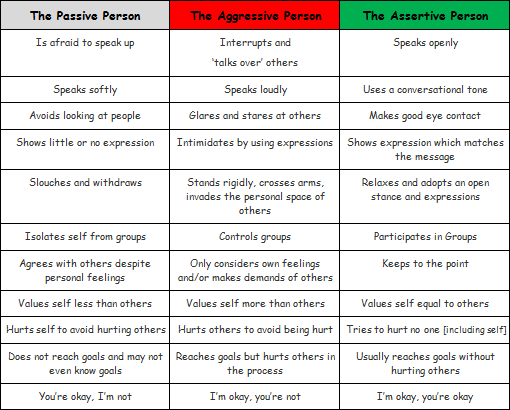 The Passive Person
The Aggressive Person
The Assertive Person
Is afraid to speak up
Interrupts and
'talks over' others
Speaks openly
Speaks softly
Speaks loudly
Uses a conversational tone
Avoids looking at people
Glares and stares at others
Makes good eye contact
Shows little or no expression
Intimidates by using expressions
Shows expression which matches
the message
Slouches and withdraws
Stands rigidly, crosses arms,
invades the personal space of
others
Relaxes and adopts an open
stance and expressions
Isolates self from groups
Controls groups
Participates in Groups
Agrees with others despite
personal feelings
Only considers own feelings
and/or makes demands of others
Keeps to the point
Values self less than others
Values self more than others
Values self equal to others
Hurts self to avoid hurting others
Hurts others to avoid being hurt
Tries to hurt no one [including self]
Does not reach goals and may not
even know goals
Reaches goals but hurts others in
the process
Usually reaches goals without
hurting others
You're okay, I'm not
I'm okay, you're not
I'm okay, you're okay